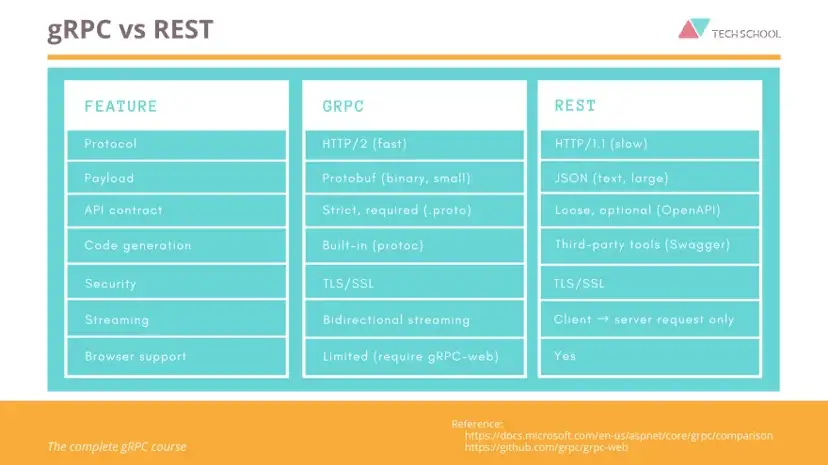 gRPC vs REST
TECH SCHOOL
FEATURE GRPC REST
Protocol HTTP/2 (fast) HTTP/1.1 (slow)
Payload Protobuf (binary, small) JSON (text, large)
API contract Strict, required (.proto) Loose, optional (OpenAPI)
Code generation Built-in (protoc) Third-party tools (Swagger)
Security TLS/SSL TLS/SSL
Streaming Bidirectional streaming Client → server request only
Browser support Limited (require gRPC-web) Yes
The complete gRPC course
Reference:
https://docs.microsoft.com/en-us/aspnet/core/grpc/comparison
https://github.com/grpc/grpc-web